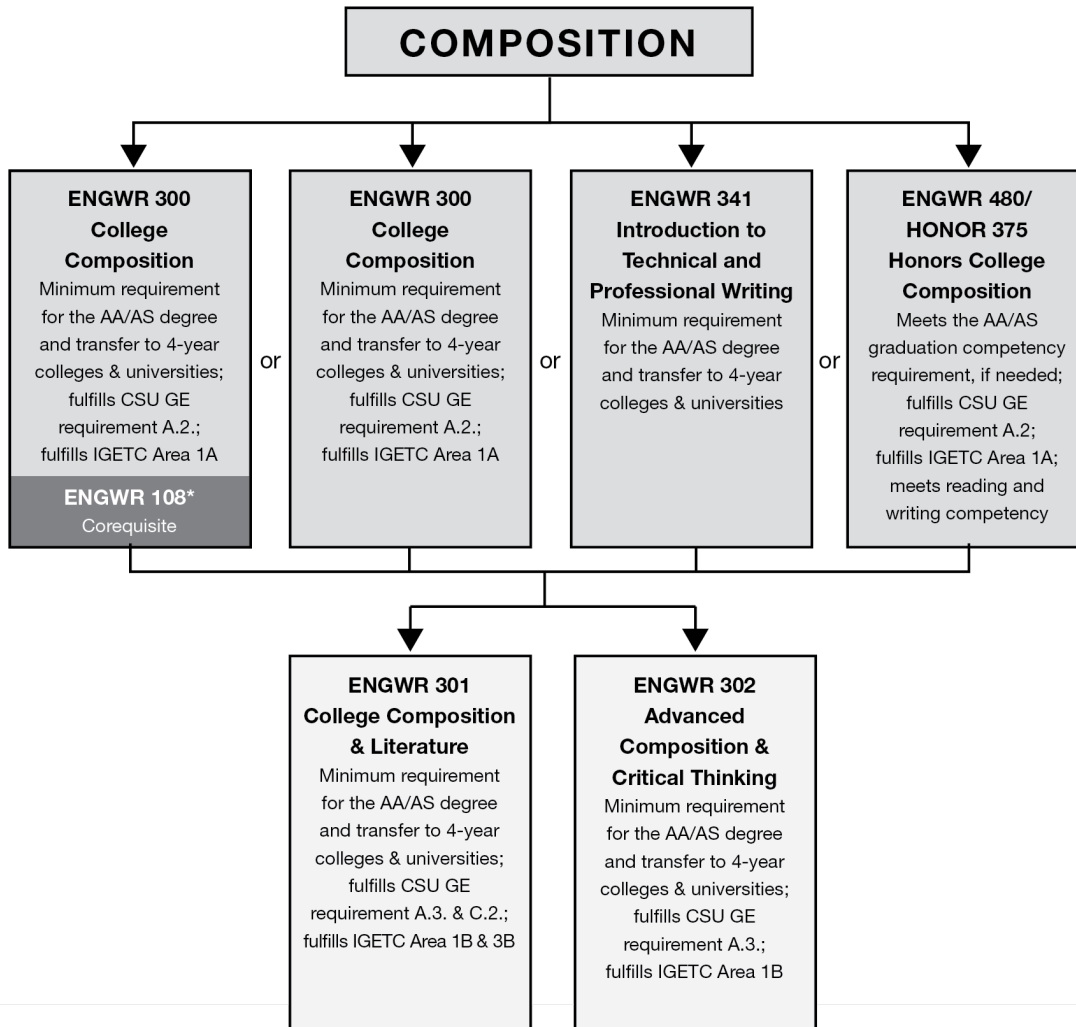 COMPOSITION
ENGWR 300
College
Composition
Minimum requirement
for the AA/AS degree
and transfer to 4-year
colleges & universities;
fulfills CSU GE
requirement A.2.;
fulfills IGETC Area 1A
ENGWR 108*
Corequisite
or
ENGWR 300
College
Composition
Minimum requirement
for the AA/AS degree
and transfer to 4-year
colleges & universities;
fulfills CSU GE
requirement A.2.;
fulfills IGETC Area 1A
or
ENGWR 341
Introduction to
Technical and
Professional Writing
Minimum requirement
for the AA/AS degree
and transfer to 4-year
colleges & universities
or
ENGWR 480/
HONOR 375
Honors College
Composition
Meets the AA/AS
graduation competency
requirement, if needed;
fulfills CSU GE
requirement A.2;
fulfills IGETC Area 1A;
meets reading and
writing competency
ENGWR 301
College Composition
& Literature
Minimum requirement
for the AA/AS degree
and transfer to 4-year
colleges & universities;
fulfills CSU GE
requirement A.3. & C.2.;
fulfills IGETC Area 1B & 3B
ENGWR 302
Advanced
Composition &
Critical Thinking
Minimum requirement
for the AA/AS degree
and transfer to 4-year
colleges & universities;
fulfills CSU GE
requirement A.3.;
fulfills IGETC Area 1B